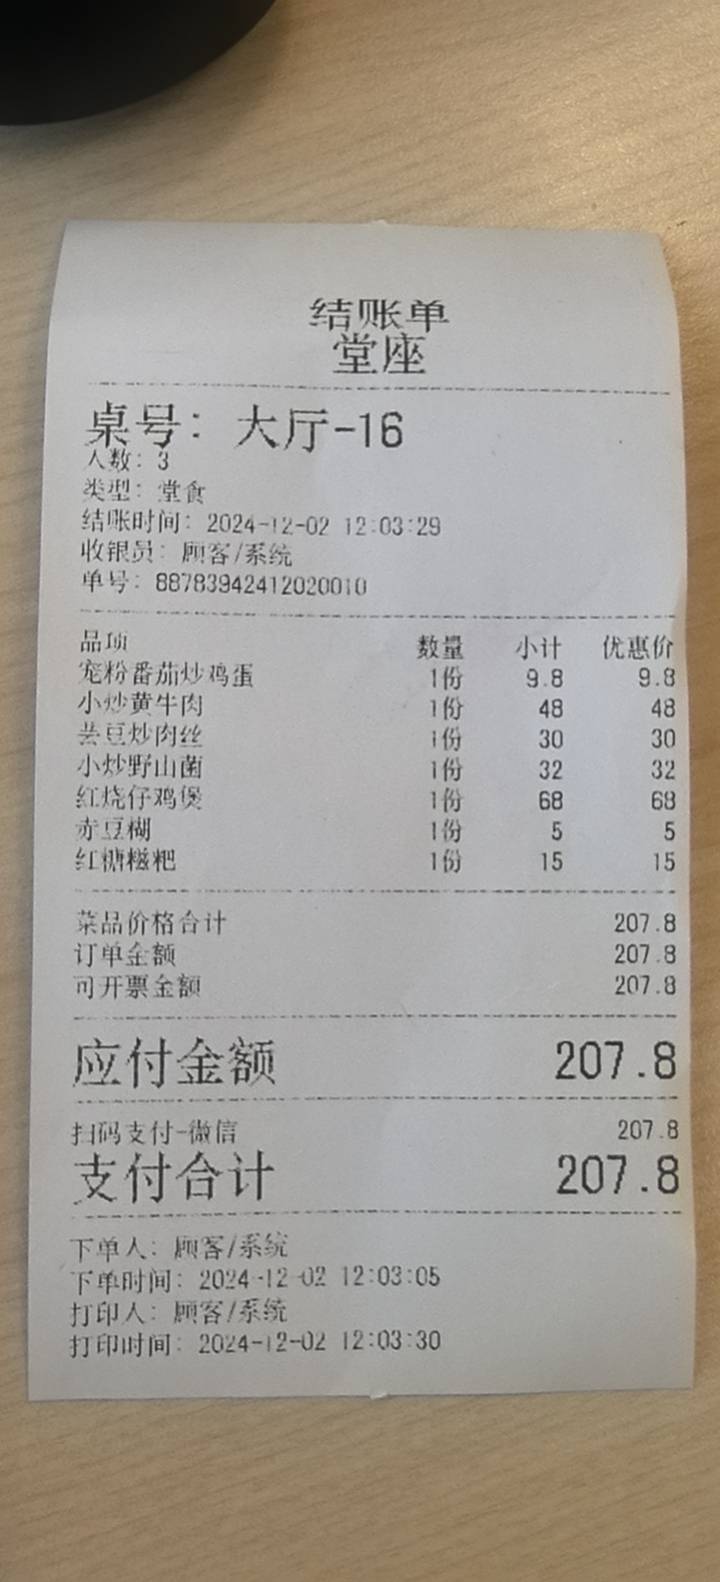 结账单
堂座
桌号: 大厅-16
人数: 3
类型: 堂食
结账时间: 2024-12-02 12:03:29
收银员: 顾客/系统
单号: 88783942412020010
品项 数量 小计 优惠价
宠粉番茄炒鸡蛋 1份 9.8 9.8
小炒黄牛肉 1份 48 48
芸豆炒肉丝 1份 30 30
小炒野山菌 1份 32 32
红烧仔鸡煲 1份 68 68
赤豆糊 1份 5 5
红糖糍粑 1份 15 15
菜品价格合计 207.8
订单金额 207.8
可开票金额 207.8
应付金额 207.8
扫码支付-微信 207.8
支付合计 207.8
下单人: 顾客/系统
下单时间: 2024-12-02 12:03:05
打印人: 顾客/系统
打印时间: 2024-12-02 12:03:30